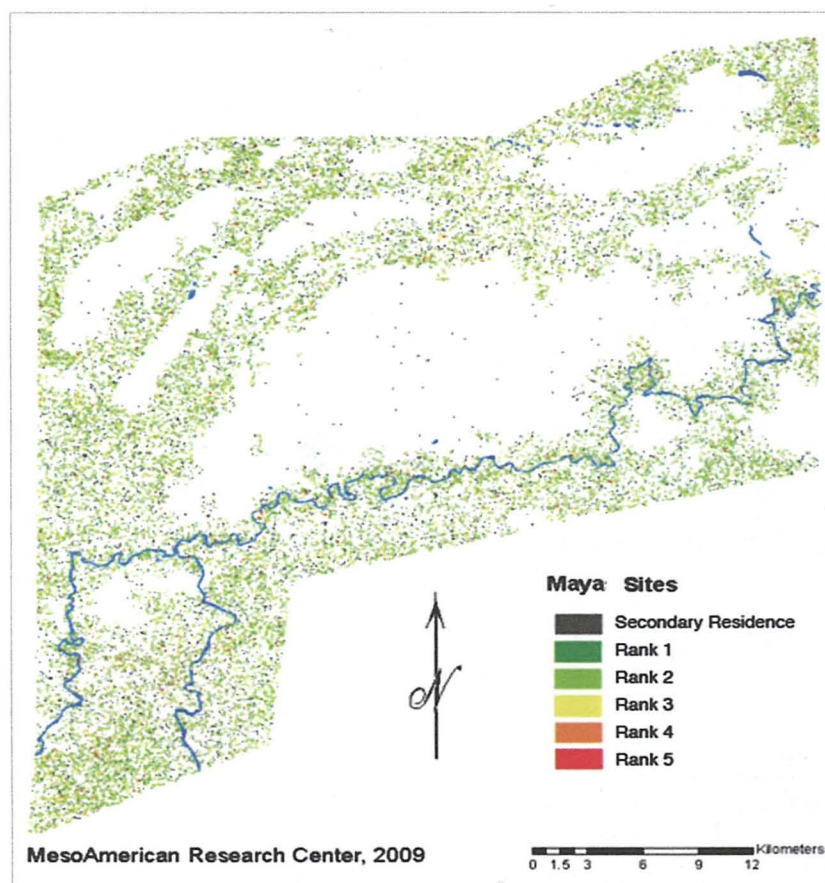 Maya Sites
Secondary Residence
Rank 1
Rank 2
Rank 3
Rank 4
Rank 5
N
MesoAmerican Research Center, 2009
Kilometers
0 1.5 3 6 9 12